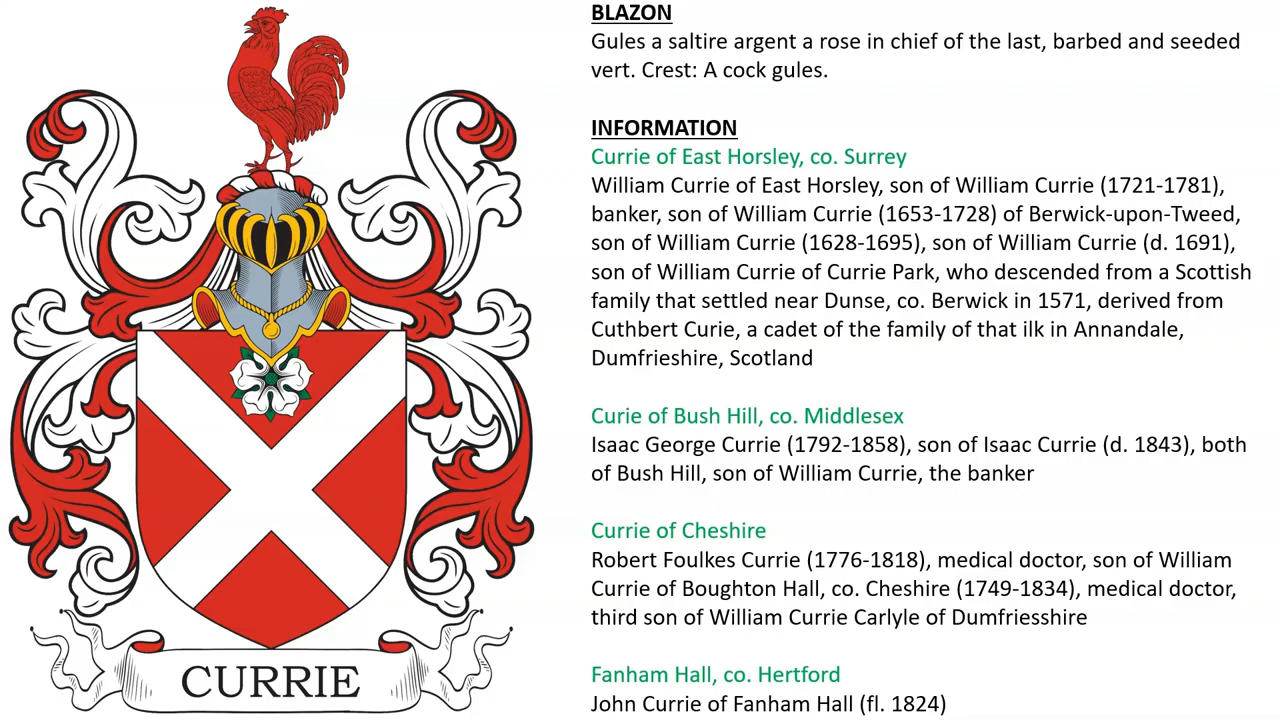 BLAZON
Gules a saltire argent a rose in chief of the last, barbed and seeded
vert. Crest: A cock gules.
INFORMATION
Currie of East Horsley, co. Surrey
William Currie of East Horsley, son of William Currie (1721-1781),
banker, son of William Currie (1653-1728) of Berwick-upon-Tweed,
son of William Currie (1628-1695), son of William Currie (d. 1691),
son of William Currie of Currie Park, who descended from a Scottish
family that settled near Dunse, co. Berwick in 1571, derived from
Cuthbert Curie, a cadet of the family of that ilk in Annandale,
Dumfrieshire, Scotland
Curie of Bush Hill, co. Middlesex
Isaac George Currie (1792-1858), son of Isaac Currie (d. 1843), both
of Bush Hill, son of William Currie, the banker
Currie of Cheshire
Robert Foulkes Currie (1776-1818), medical doctor, son of William
Currie of Boughton Hall, co. Cheshire (1749-1834), medical doctor,
third son of William Currie Carlyle of Dumfriesshire
Fanham Hall, co. Hertford
John Currie of Fanham Hall (fl. 1824)
CURRIE